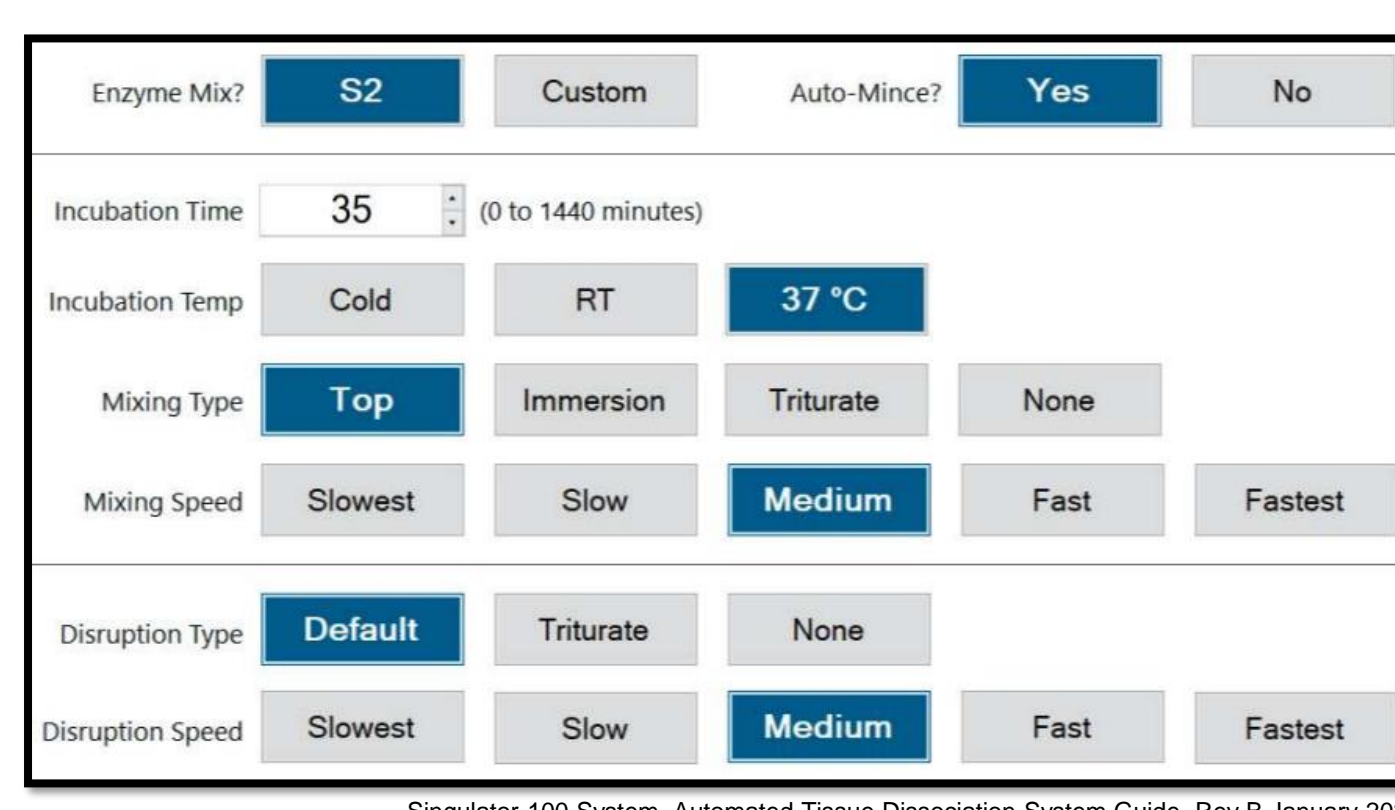 Enzyme Mix? S2 Custom Auto-Mince? Yes No
Incubation Time 35 (0 to 1440 minutes)
Incubation Temp Cold RT 37 °C
Mixing Type Top Immersion Triturate None
Mixing Speed Slowest Slow Medium Fast Fastest
Disruption Type Default Triturate None
Disruption Speed Slowest Slow Medium Fast Fastest
Singulator 100 System, Automated Tissue Dissociation System Guide, Rev B January